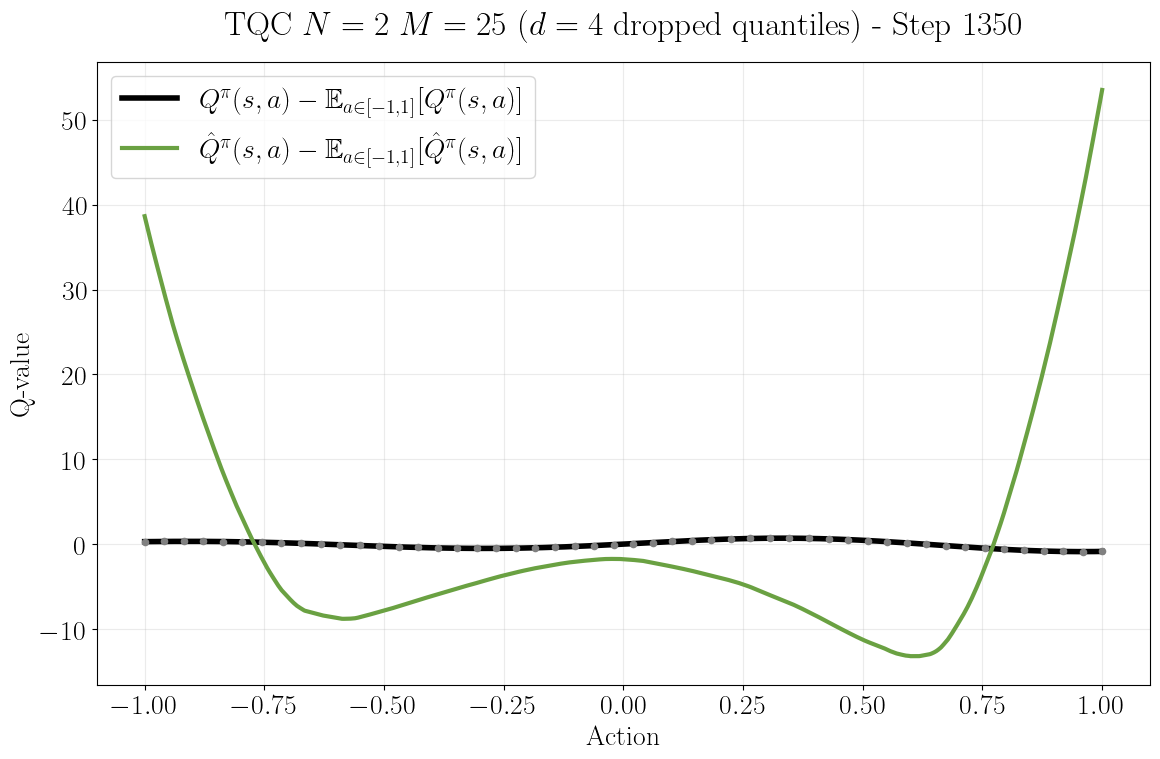 TQC N = 2 M = 25 (d = 4 dropped quantiles) - Step 1350
Q^π(s, a) − 𝔼_{a∈[−1,1]}[Q^π(s, a)]
Q̂^π(s, a) − 𝔼_{a∈[−1,1]}[Q̂^π(s, a)]
50
40
30
20
10
0
−10
Q-value
−1.00 −0.75 −0.50 −0.25 0.00 0.25 0.50 0.75 1.00
Action